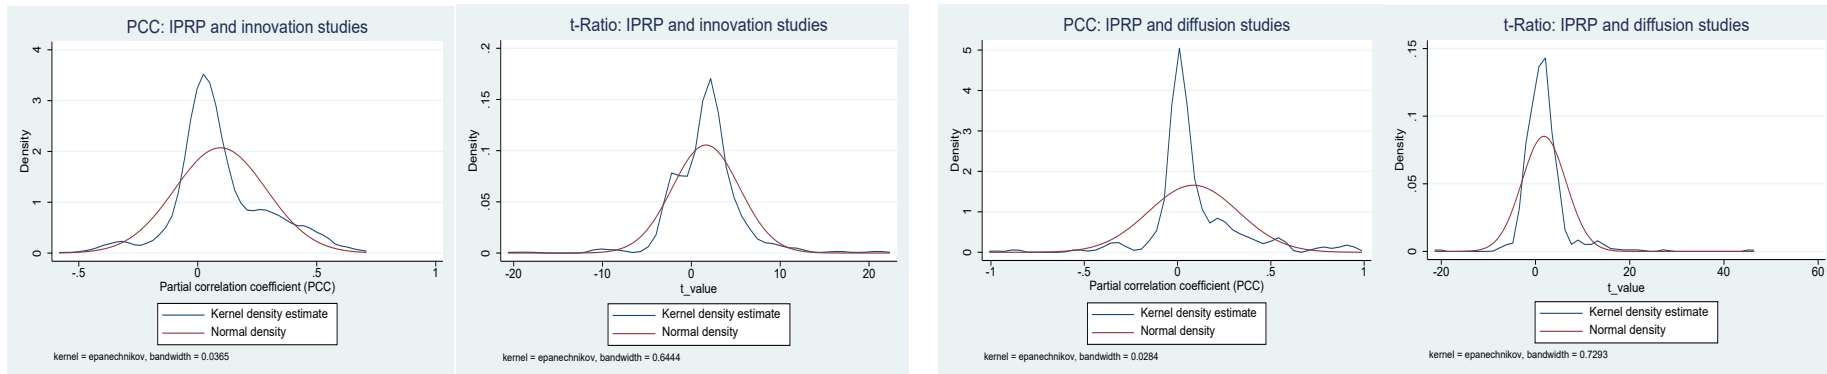 PCC: IPRP and innovation studies
4
3
2
1
0
Density
-.5
0
.5
1
Partial correlation coefficient (PCC)
Kernel density estimate
Normal density
kernel = epanechnikov, bandwidth = 0.0365
t-Ratio: IPRP and innovation studies
.2
.15
.1
.05
0
Density
-20
-10
0
10
20
t_value
Kernel density estimate
Normal density
kernel = epanechnikov, bandwidth = 0.6444
PCC: IPRP and diffusion studies
5
4
3
2
1
0
Density
-1
-.5
0
.5
1
Partial correlation coefficient (PCC)
Kernel density estimate
Normal density
kernel = epanechnikov, bandwidth = 0.0284
t-Ratio: IPRP and diffusion studies
.15
.1
.05
0
Density
-20
0
20
40
60
t_value
Kernel density estimate
Normal density
kernel = epanechnikov, bandwidth = 0.7293